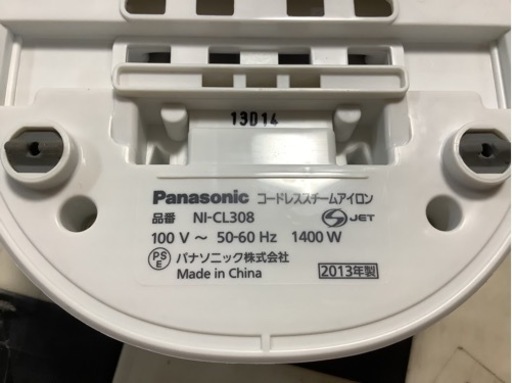 13D14
Panasonic コードレススチームアイロン
品番 NI-CL308 S JET
100 V ～ 50-60 Hz 1400 W
PSE パナソニック株式会社
Made in China 2013年製